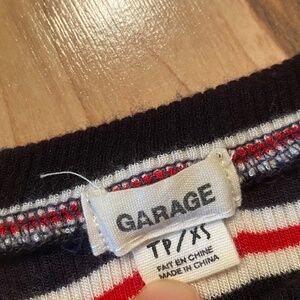 GARAGE
TP/XS
FAIT EN CHINE
MADE IN CHINA